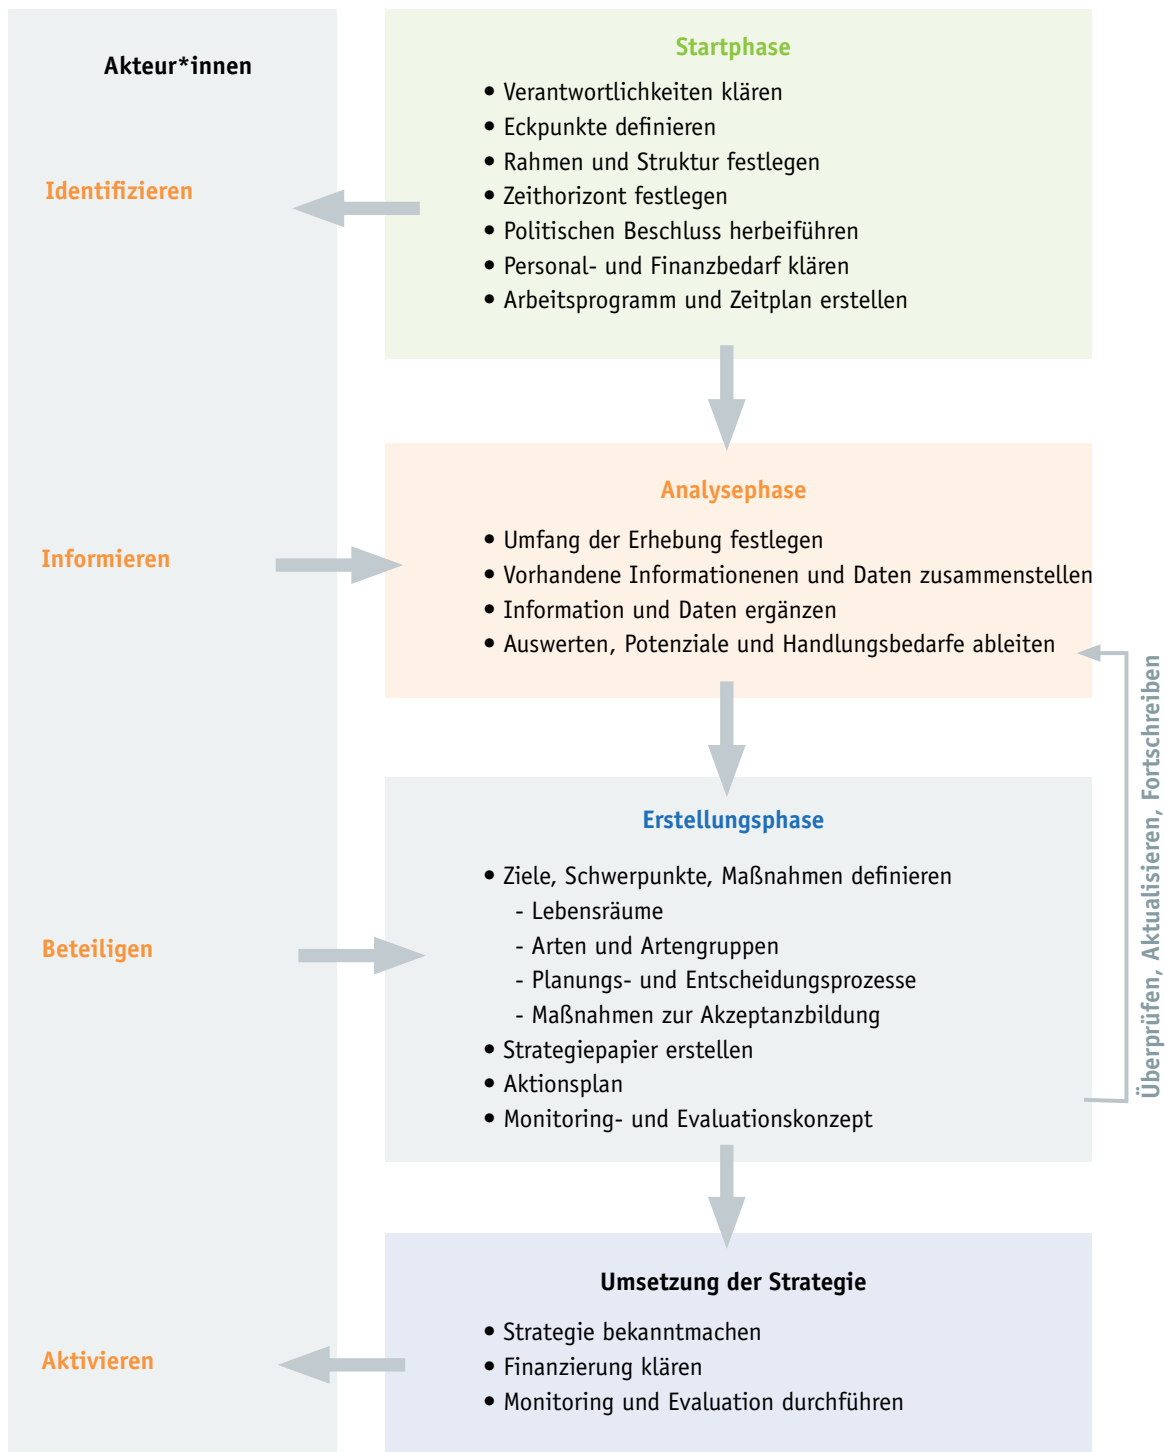 Akteur*innen
Identifizieren
Informieren
Beteiligen
Aktivieren
Startphase
• Verantwortlichkeiten klären
• Eckpunkte definieren
• Rahmen und Struktur festlegen
• Zeithorizont festlegen
• Politischen Beschluss herbeiführen
• Personal- und Finanzbedarf klären
• Arbeitsprogramm und Zeitplan erstellen
Analysephase
• Umfang der Erhebung festlegen
• Vorhandene Informationenen und Daten zusammenstellen
• Information und Daten ergänzen
• Auswerten, Potenziale und Handlungsbedarfe ableiten
Erstellungsphase
• Ziele, Schwerpunkte, Maßnahmen definieren
- Lebensräume
- Arten und Artengruppen
- Planungs- und Entscheidungsprozesse
- Maßnahmen zur Akzeptanzbildung
• Strategiepapier erstellen
• Aktionsplan
• Monitoring- und Evaluationskonzept
Umsetzung der Strategie
• Strategie bekanntmachen
• Finanzierung klären
• Monitoring und Evaluation durchführen
Überprüfen, Aktualisieren, Fortschreiben